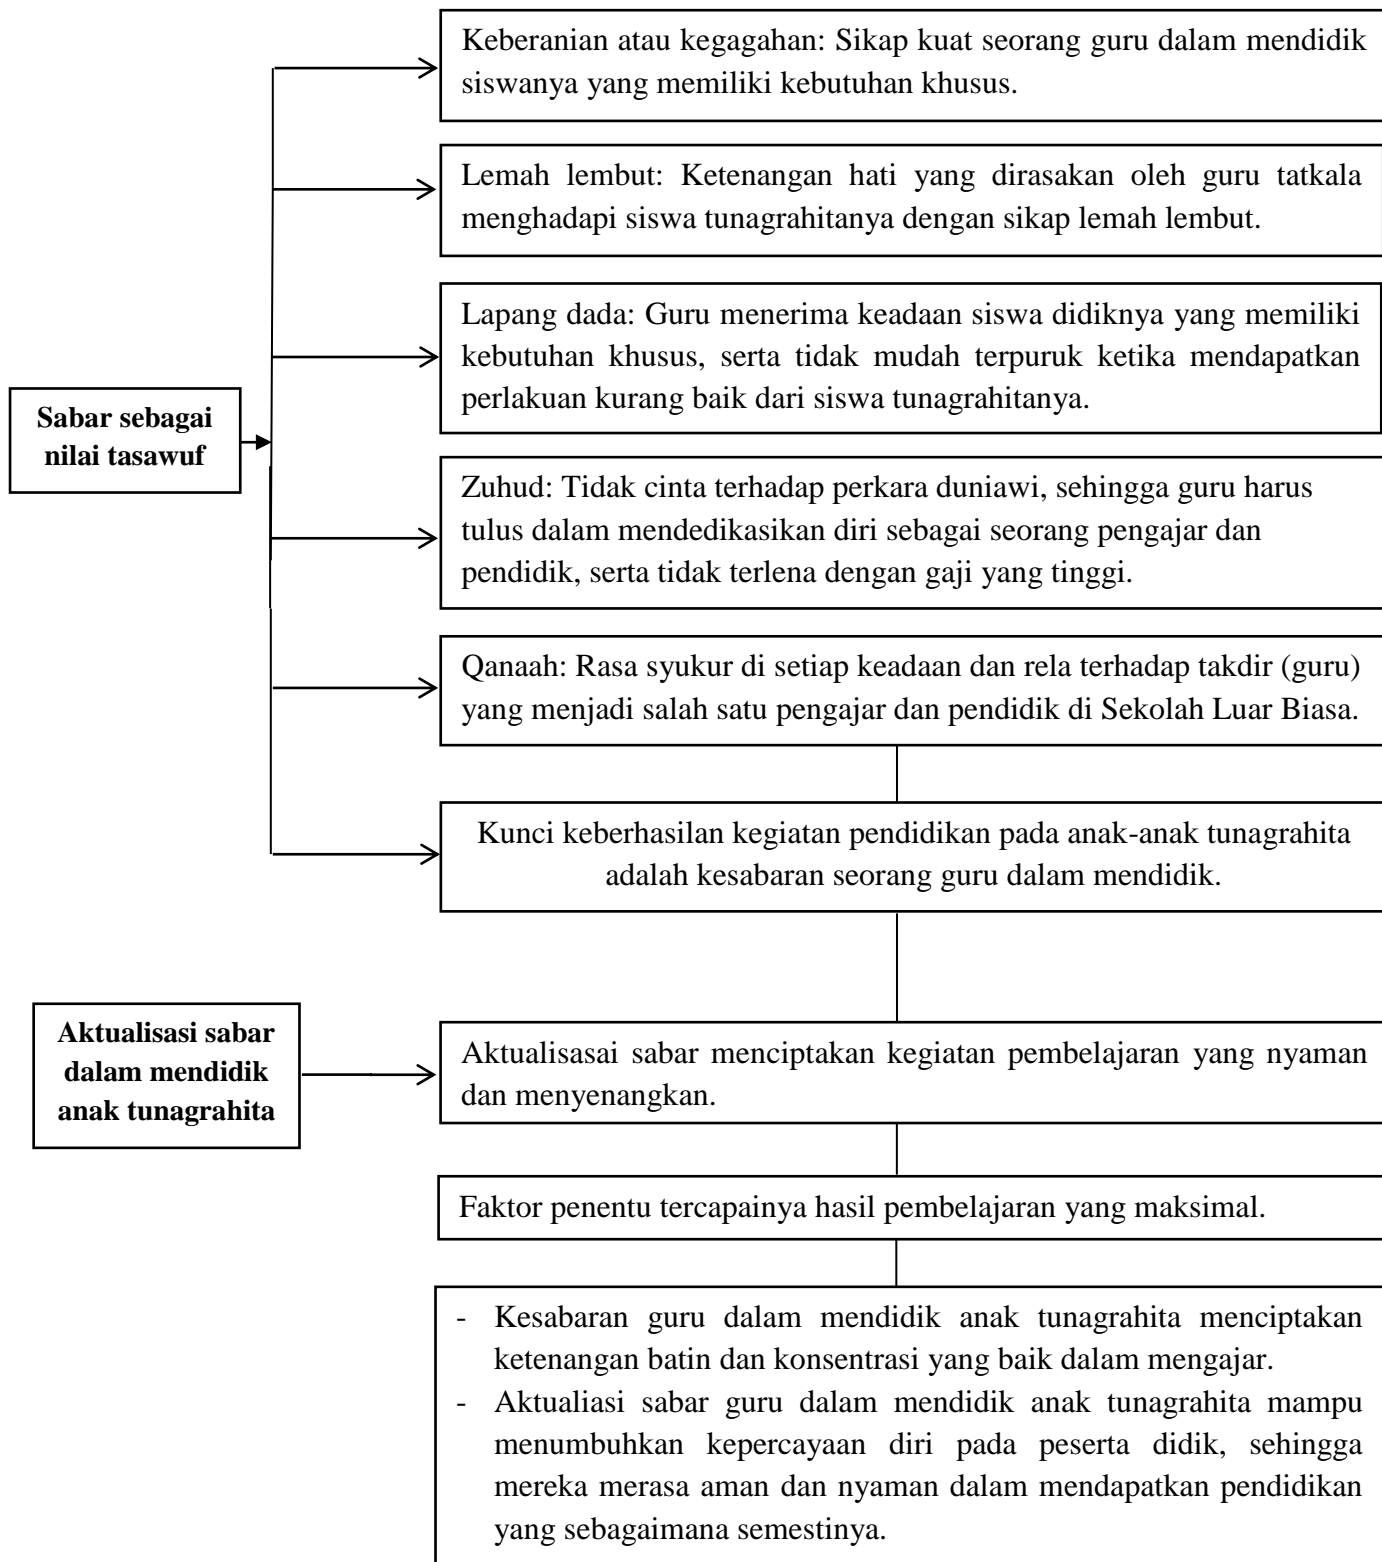 Keberanian atau kegagahan: Sikap kuat seorang guru dalam mendidik
siswanya yang memiliki kebutuhan khusus.
Lemah lembut: Ketenangan hati yang dirasakan oleh guru tatkala
menghadapi siswa tunagrahitanya dengan sikap lemah lembut.
Lapang dada: Guru menerima keadaan siswa didiknya yang memiliki
kebutuhan khusus, serta tidak mudah terpuruk ketika mendapatkan
perlakuan kurang baik dari siswa tunagrahitanya.
Sabar sebagai
nilai tasawuf
Zuhud: Tidak cinta terhadap perkara duniawi, sehingga guru harus
tulus dalam mendedikasikan diri sebagai seorang pengajar dan
pendidik, serta tidak terlena dengan gaji yang tinggi.
Qanaah: Rasa syukur di setiap keadaan dan rela terhadap takdir (guru)
yang menjadi salah satu pengajar dan pendidik di Sekolah Luar Biasa.
Kunci keberhasilan kegiatan pendidikan pada anak-anak tunagrahita
adalah kesabaran seorang guru dalam mendidik.
Aktualisasi sabar
dalam mendidik
anak tunagrahita
Aktualisasai sabar menciptakan kegiatan pembelajaran yang nyaman
dan menyenangkan.
Faktor penentu tercapainya hasil pembelajaran yang maksimal.
- Kesabaran guru dalam mendidik anak tunagrahita menciptakan
ketenangan batin dan konsentrasi yang baik dalam mengajar.
- Aktualiasi sabar guru dalam mendidik anak tunagrahita mampu
menumbuhkan kepercayaan diri pada peserta didik, sehingga
mereka merasa aman dan nyaman dalam mendapatkan pendidikan
yang sebagaimana semestinya.